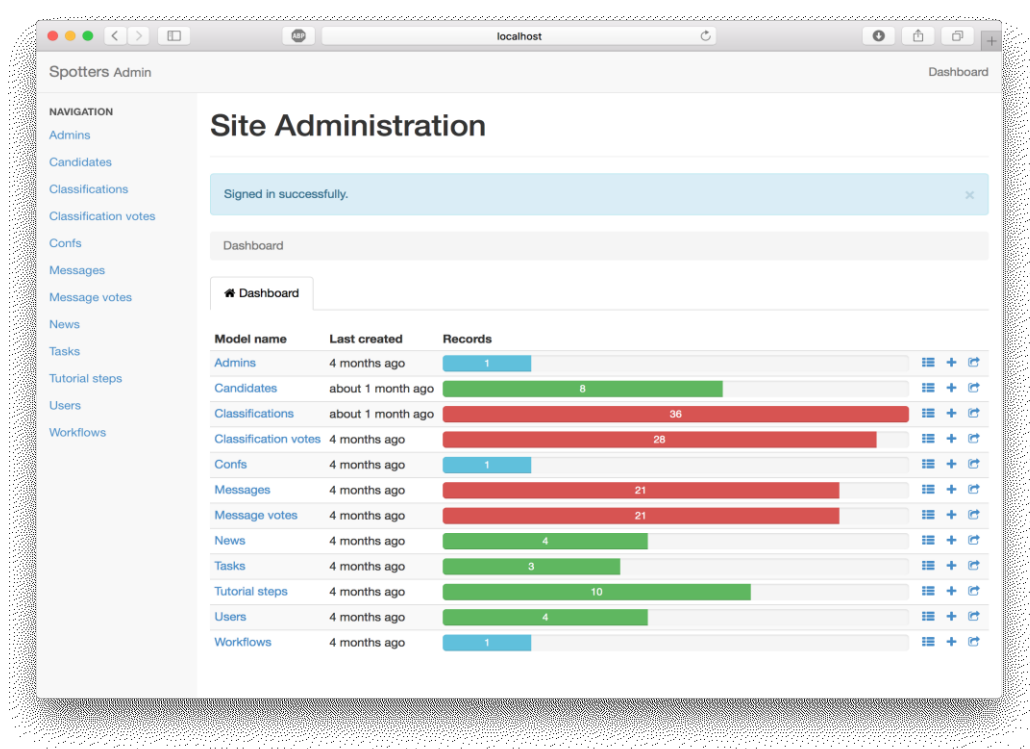 ABP
localhost
Spotters Admin
Dashboard
NAVIGATION
Admins
Candidates
Classifications
Classification votes
Confs
Messages
Message votes
News
Tasks
Tutorial steps
Users
Workflows
Site Administration
Signed in successfully. ×
Dashboard
Dashboard
Model name Last created Records
Admins 4 months ago 1
Candidates about 1 month ago 8
Classifications about 1 month ago 36
Classification votes 4 months ago 28
Confs 4 months ago 1
Messages 4 months ago 21
Message votes 4 months ago 21
News 4 months ago 4
Tasks 4 months ago 3
Tutorial steps 4 months ago 10
Users 4 months ago 4
Workflows 4 months ago 1